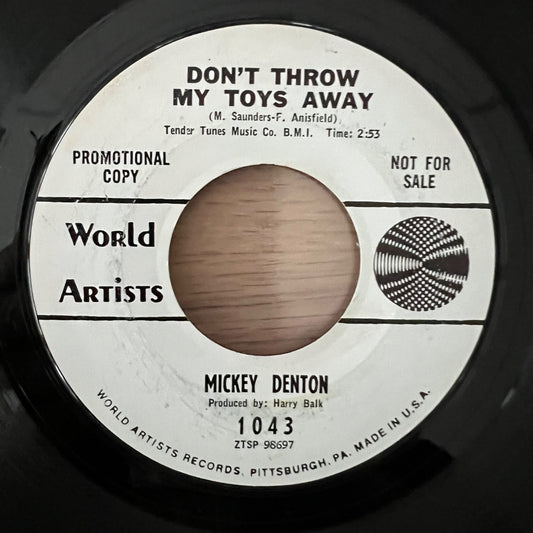 DON'T THROW
MY TOYS AWAY
(M. Saunders-F. Anisfield)
Tender Tunes Music Co. B.M.I. Time: 2:53
PROMOTIONAL
COPY
NOT FOR
SALE
World
Artists
MICKEY DENTON
Produced by: Harry Balk
1043
ZTSP 98697
WORLD ARTISTS RECORDS, PITTSBURGH, PA. MADE IN U.S.A.